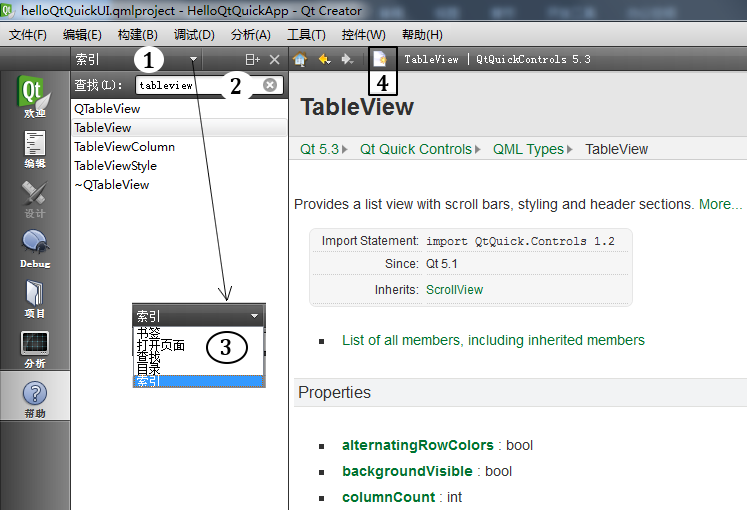 helloQtQuickUI.qmlproject - HelloQtQuickApp - Qt Creator
文件(F) 编辑(E) 构建(B) 调试(D) 分析(A) 工具(T) 控件(W) 帮助(H)
索引 1
4 TableView | QtQuickControls 5.3
查找(L): tableview 2
QTableView
TableView
TableViewColumn
TableViewStyle
~QTableView
Qt
欢迎
编辑
设计
Debug
项目
分析
帮助
索引
书签
打开页面
查找
目录
索引
3
TableView
Qt 5.3 Qt Quick Controls QML Types TableView
Provides a list view with scroll bars, styling and header sections. More...
Import Statement: import QtQuick.Controls 1.2
Since: Qt 5.1
Inherits: ScrollView
List of all members, including inherited members
Properties
alternatingRowColors : bool
backgroundVisible : bool
columnCount : int